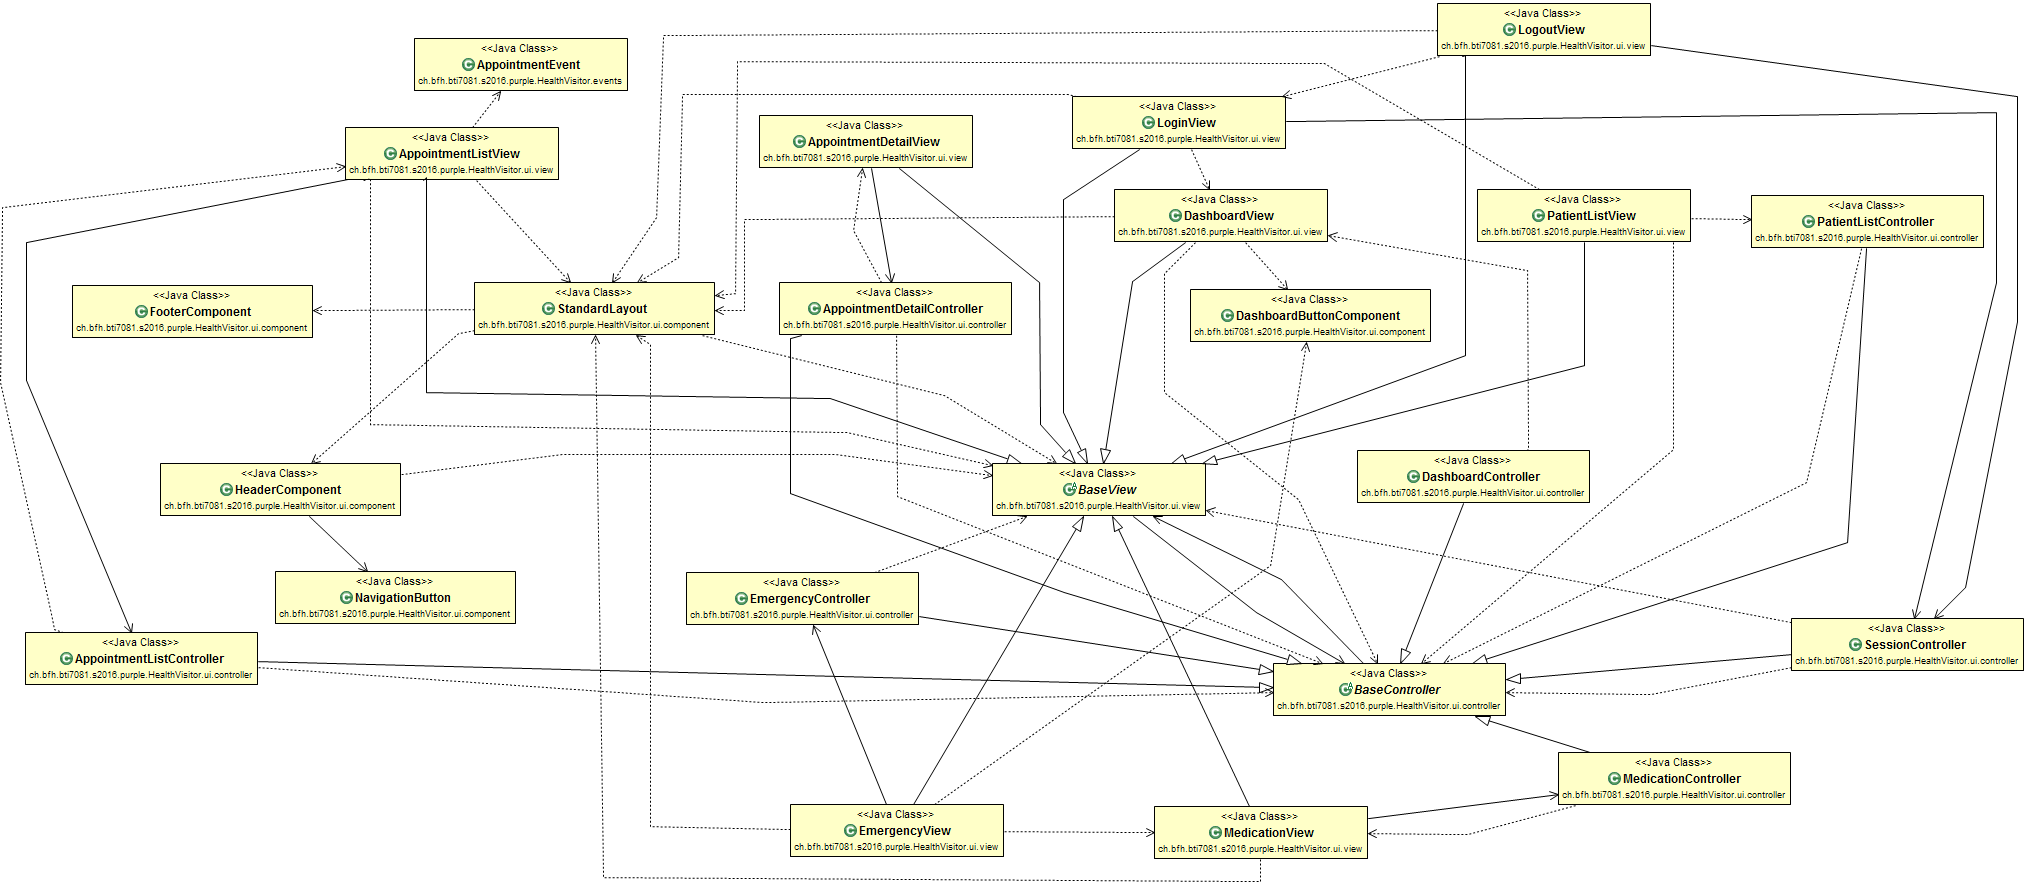 <<Java Class>>
LogoutView
ch.bfh.bti7081.s2016.purple.HealthVisitor.ui.view
<<Java Class>>
AppointmentEvent
ch.bfh.bti7081.s2016.purple.HealthVisitor.events
<<Java Class>>
LoginView
ch.bfh.bti7081.s2016.purple.HealthVisitor.ui.view
<<Java Class>>
AppointmentDetailView
ch.bfh.bti7081.s2016.purple.HealthVisitor.ui.view
<<Java Class>>
AppointmentListView
ch.bfh.bti7081.s2016.purple.HealthVisitor.ui.view
<<Java Class>>
DashboardView
ch.bfh.bti7081.s2016.purple.HealthVisitor.ui.view
<<Java Class>>
PatientListView
ch.bfh.bti7081.s2016.purple.HealthVisitor.ui.view
<<Java Class>>
PatientListController
ch.bfh.bti7081.s2016.purple.HealthVisitor.ui.controller
<<Java Class>>
FooterComponent
ch.bfh.bti7081.s2016.purple.HealthVisitor.ui.component
<<Java Class>>
StandardLayout
ch.bfh.bti7081.s2016.purple.HealthVisitor.ui.component
<<Java Class>>
AppointmentDetailController
ch.bfh.bti7081.s2016.purple.HealthVisitor.ui.controller
<<Java Class>>
DashboardButtonComponent
ch.bfh.bti7081.s2016.purple.HealthVisitor.ui.component
<<Java Class>>
HeaderComponent
ch.bfh.bti7081.s2016.purple.HealthVisitor.ui.component
<<Java Class>>
BaseView
ch.bfh.bti7081.s2016.purple.HealthVisitor.ui.view
<<Java Class>>
DashboardController
ch.bfh.bti7081.s2016.purple.HealthVisitor.ui.controller
<<Java Class>>
NavigationButton
ch.bfh.bti7081.s2016.purple.HealthVisitor.ui.component
<<Java Class>>
EmergencyController
ch.bfh.bti7081.s2016.purple.HealthVisitor.ui.controller
<<Java Class>>
AppointmentListController
ch.bfh.bti7081.s2016.purple.HealthVisitor.ui.controller
<<Java Class>>
SessionController
ch.bfh.bti7081.s2016.purple.HealthVisitor.ui.controller
<<Java Class>>
BaseController
ch.bfh.bti7081.s2016.purple.HealthVisitor.ui.controller
<<Java Class>>
MedicationController
ch.bfh.bti7081.s2016.purple.HealthVisitor.ui.controller
<<Java Class>>
EmergencyView
ch.bfh.bti7081.s2016.purple.HealthVisitor.ui.view
<<Java Class>>
MedicationView
ch.bfh.bti7081.s2016.purple.HealthVisitor.ui.view